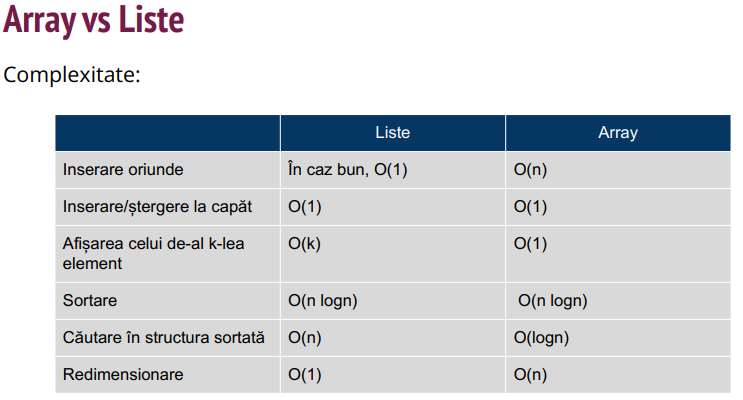 Array vs Liste
Complexitate:
Liste Array
Inserare oriunde În caz bun, O(1) O(n)
Inserare/ștergere la capăt O(1) O(1)
Afișarea celui de-al k-lea
element O(k) O(1)
Sortare O(n logn) O(n logn)
Căutare în structura sortată O(n) O(logn)
Redimensionare O(1) O(n)